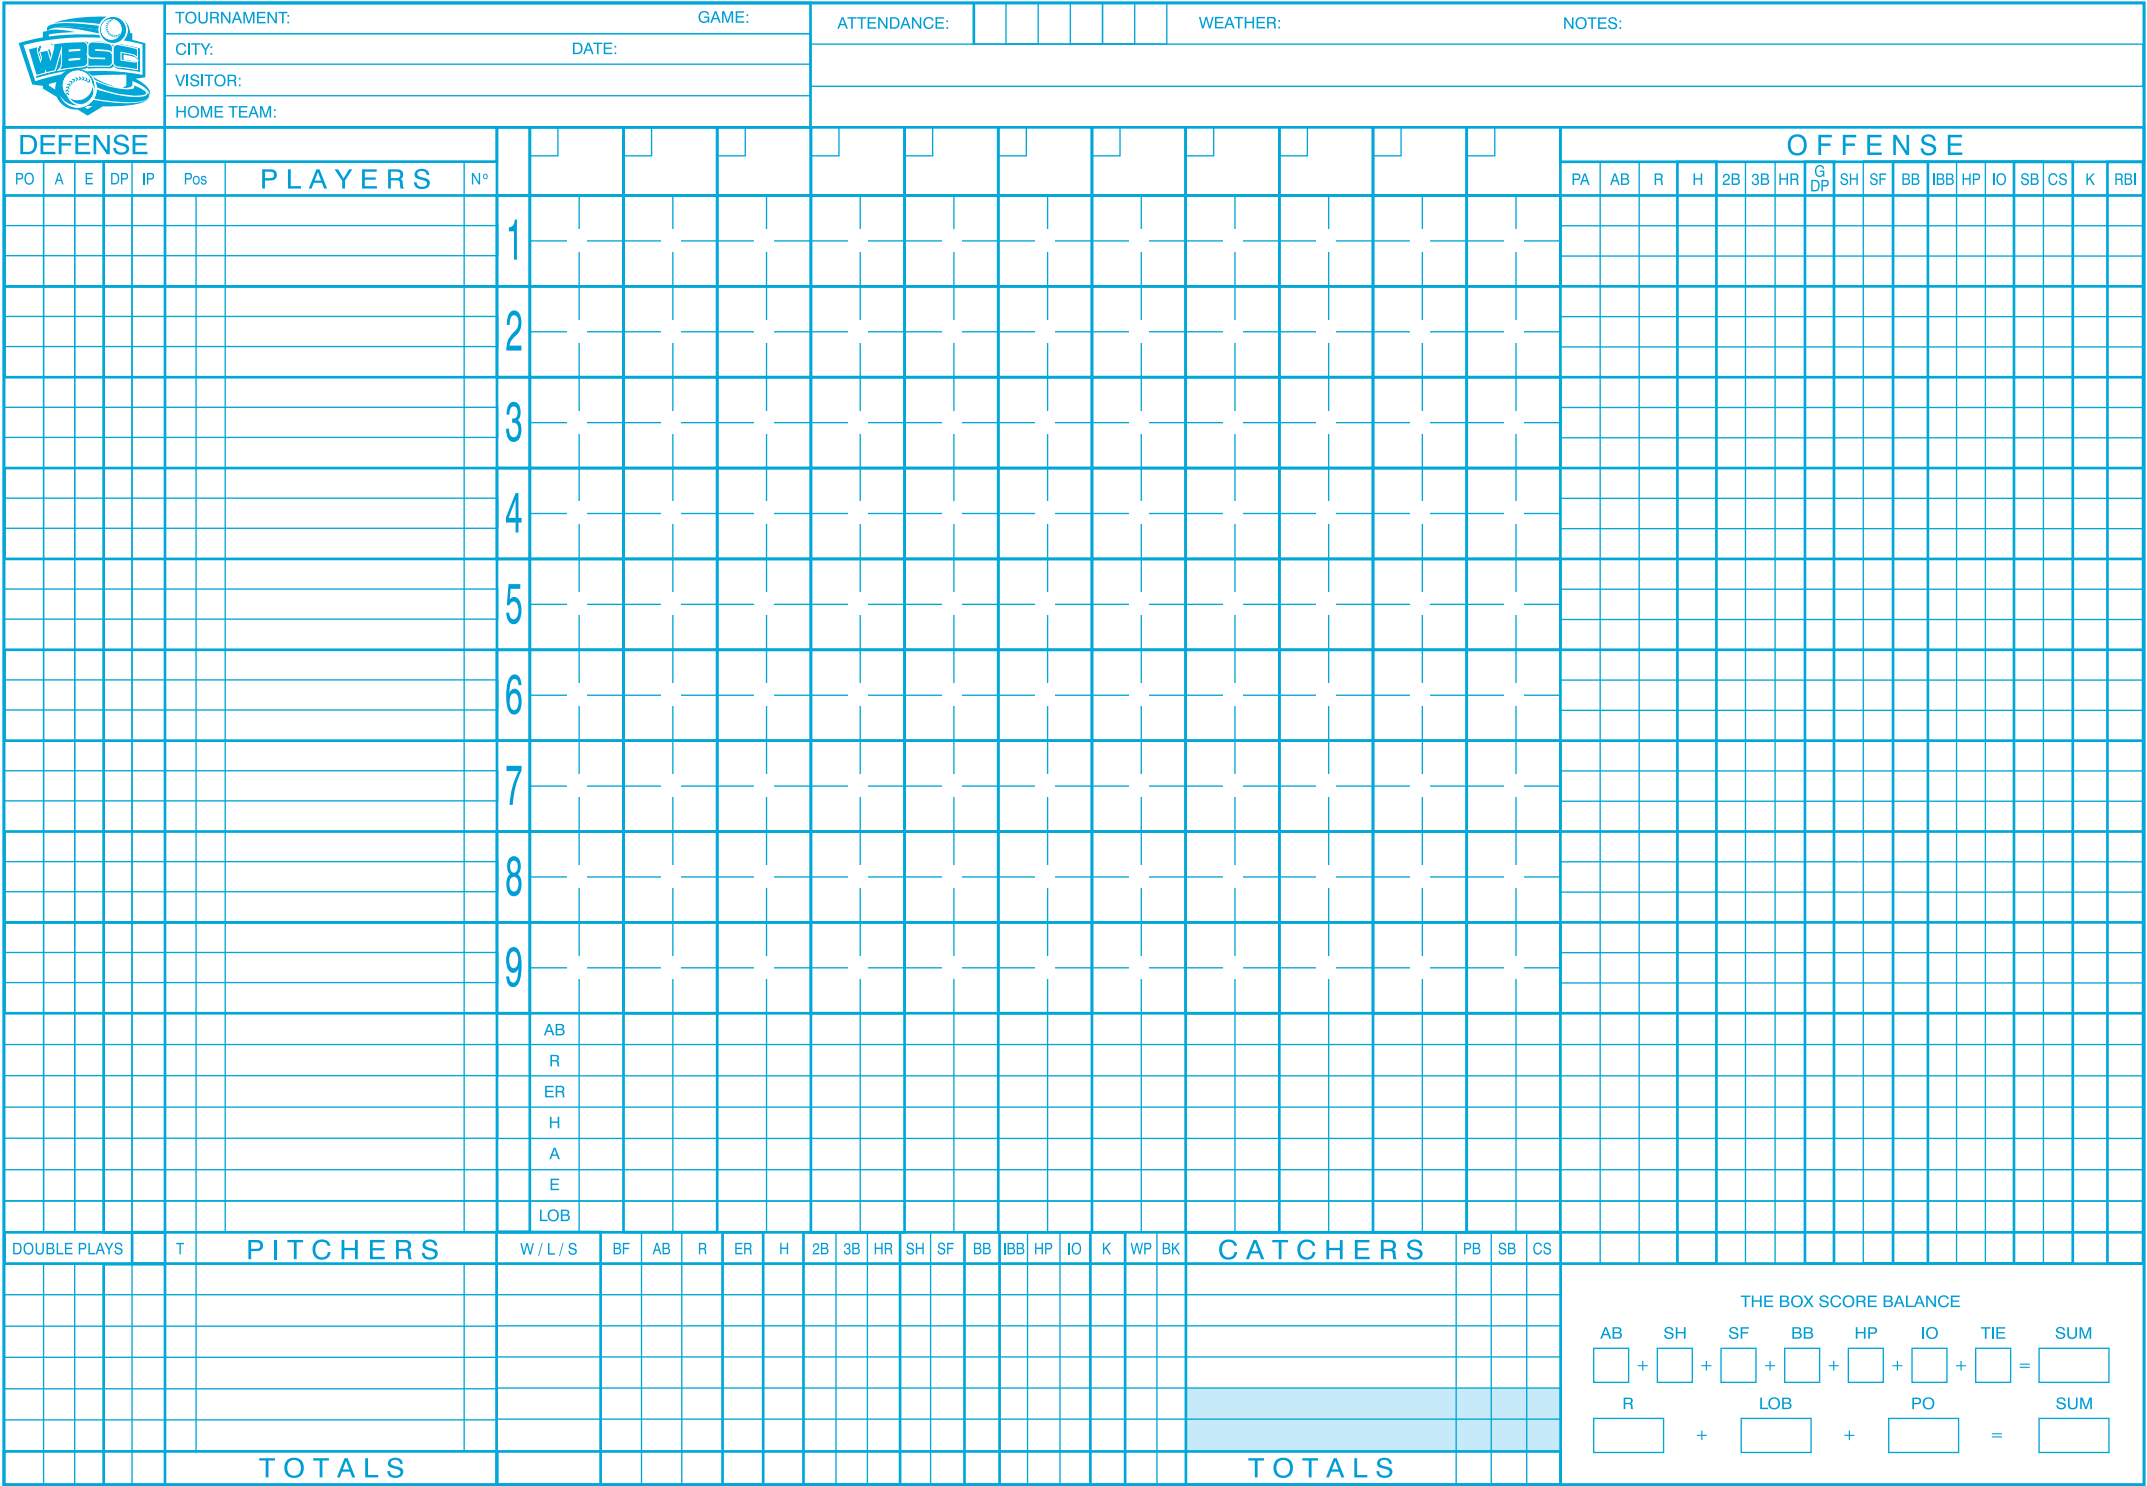 WBSC
TOURNAMENT: GAME:
CITY: DATE:
VISITOR:
HOME TEAM:
ATTENDANCE: WEATHER: NOTES:
DEFENSE
OFFENSE
PO A E DP IP Pos PLAYERS Nº
PA AB R H 2B 3B HR G DP SH SF BB IBB HP IO SB CS K RBI
1
2
3
4
5
6
7
8
9
AB
R
ER
H
A
E
LOB
DOUBLE PLAYS T PITCHERS W / L / S BF AB R ER H 2B 3B HR SH SF BB IBB HP IO K WP BK CATCHERS PB SB CS
THE BOX SCORE BALANCE
AB SH SF BB HP IO TIE SUM
+ + + + + + =
R LOB PO SUM
+ + =
TOTALS TOTALS